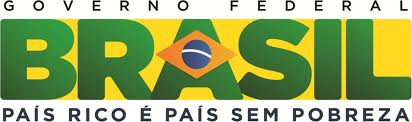 GOVERNO FEDERAL
BRASIL
PAÍS RICO É PAÍS SEM POBREZA